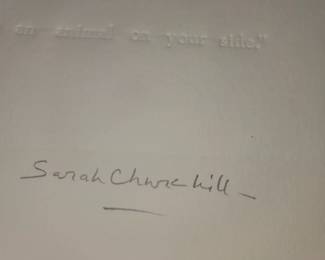 an animal on your side."
Sarah Churchill –